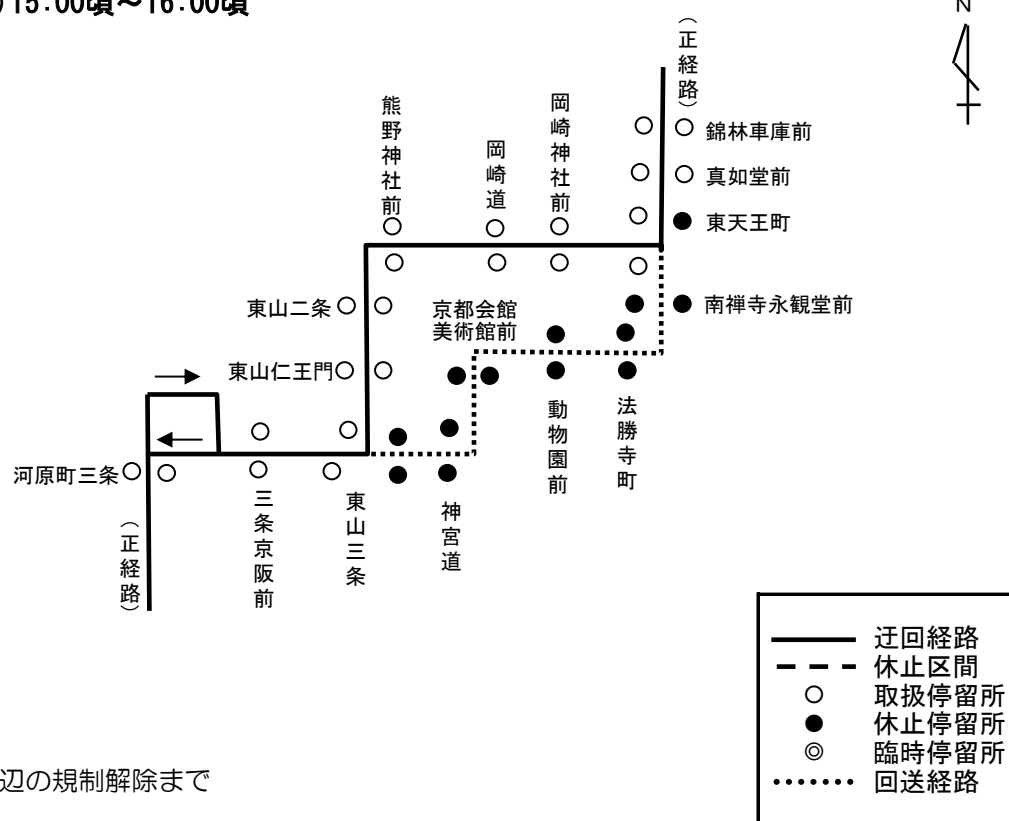 15:00頃～16:00頃
N
（正経路）
熊野神社前
岡崎道
岡崎神社前
錦林車庫前
真如堂前
東天王町
東山二条
京都会館
美術館前
南禅寺永観堂前
東山仁王門
動物園前
法勝寺町
河原町三条
（正経路）
三条京阪前
東山三条
神宮道
迂回経路
休止区間
取扱停留所
休止停留所
臨時停留所
回送経路
辺の規制解除まで